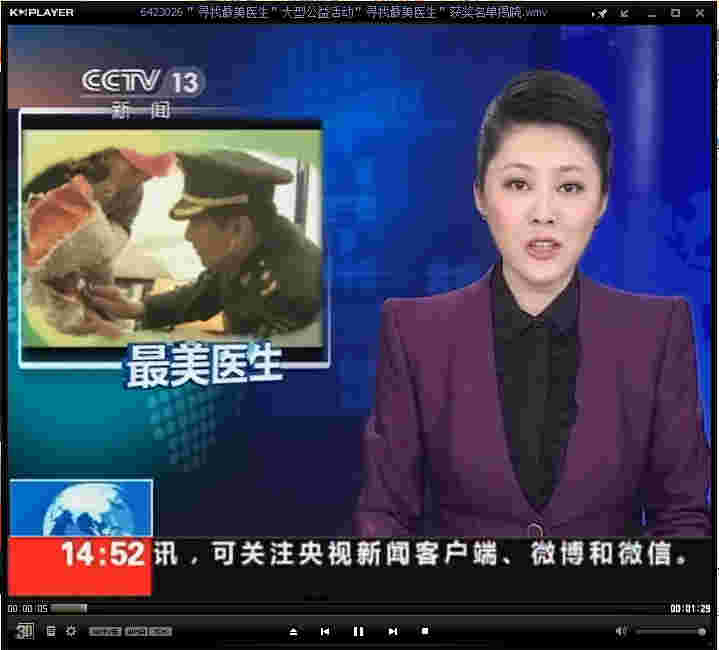 K▸MPLAYER
6423026 " 寻找最美医生 " 大型公益活动 " 寻找最美医生 " 获奖名单揭晓.wmv
CCTV 13
新 闻
最美医生
14:52 讯，可关注央视新闻客户端、微博和微信。
00:00:05
00:01:29
3D